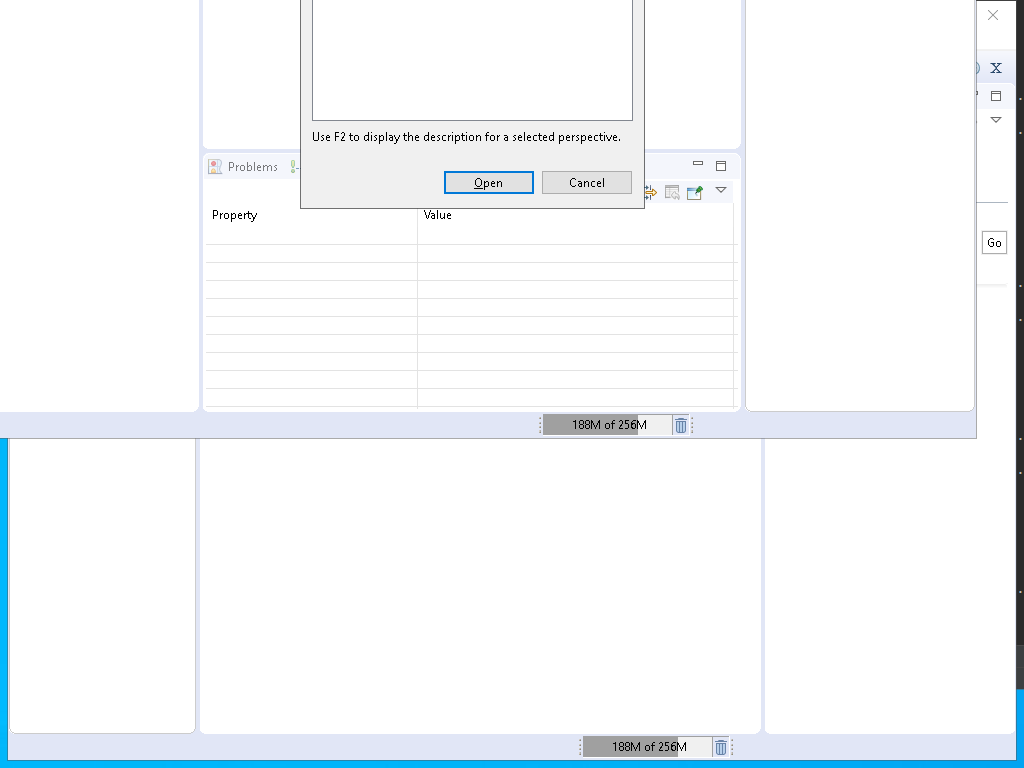 X
Use F2 to display the description for a selected perspective.
Problems
Open
Cancel
Property
Value
Go
188M of 256M
188M of 256M